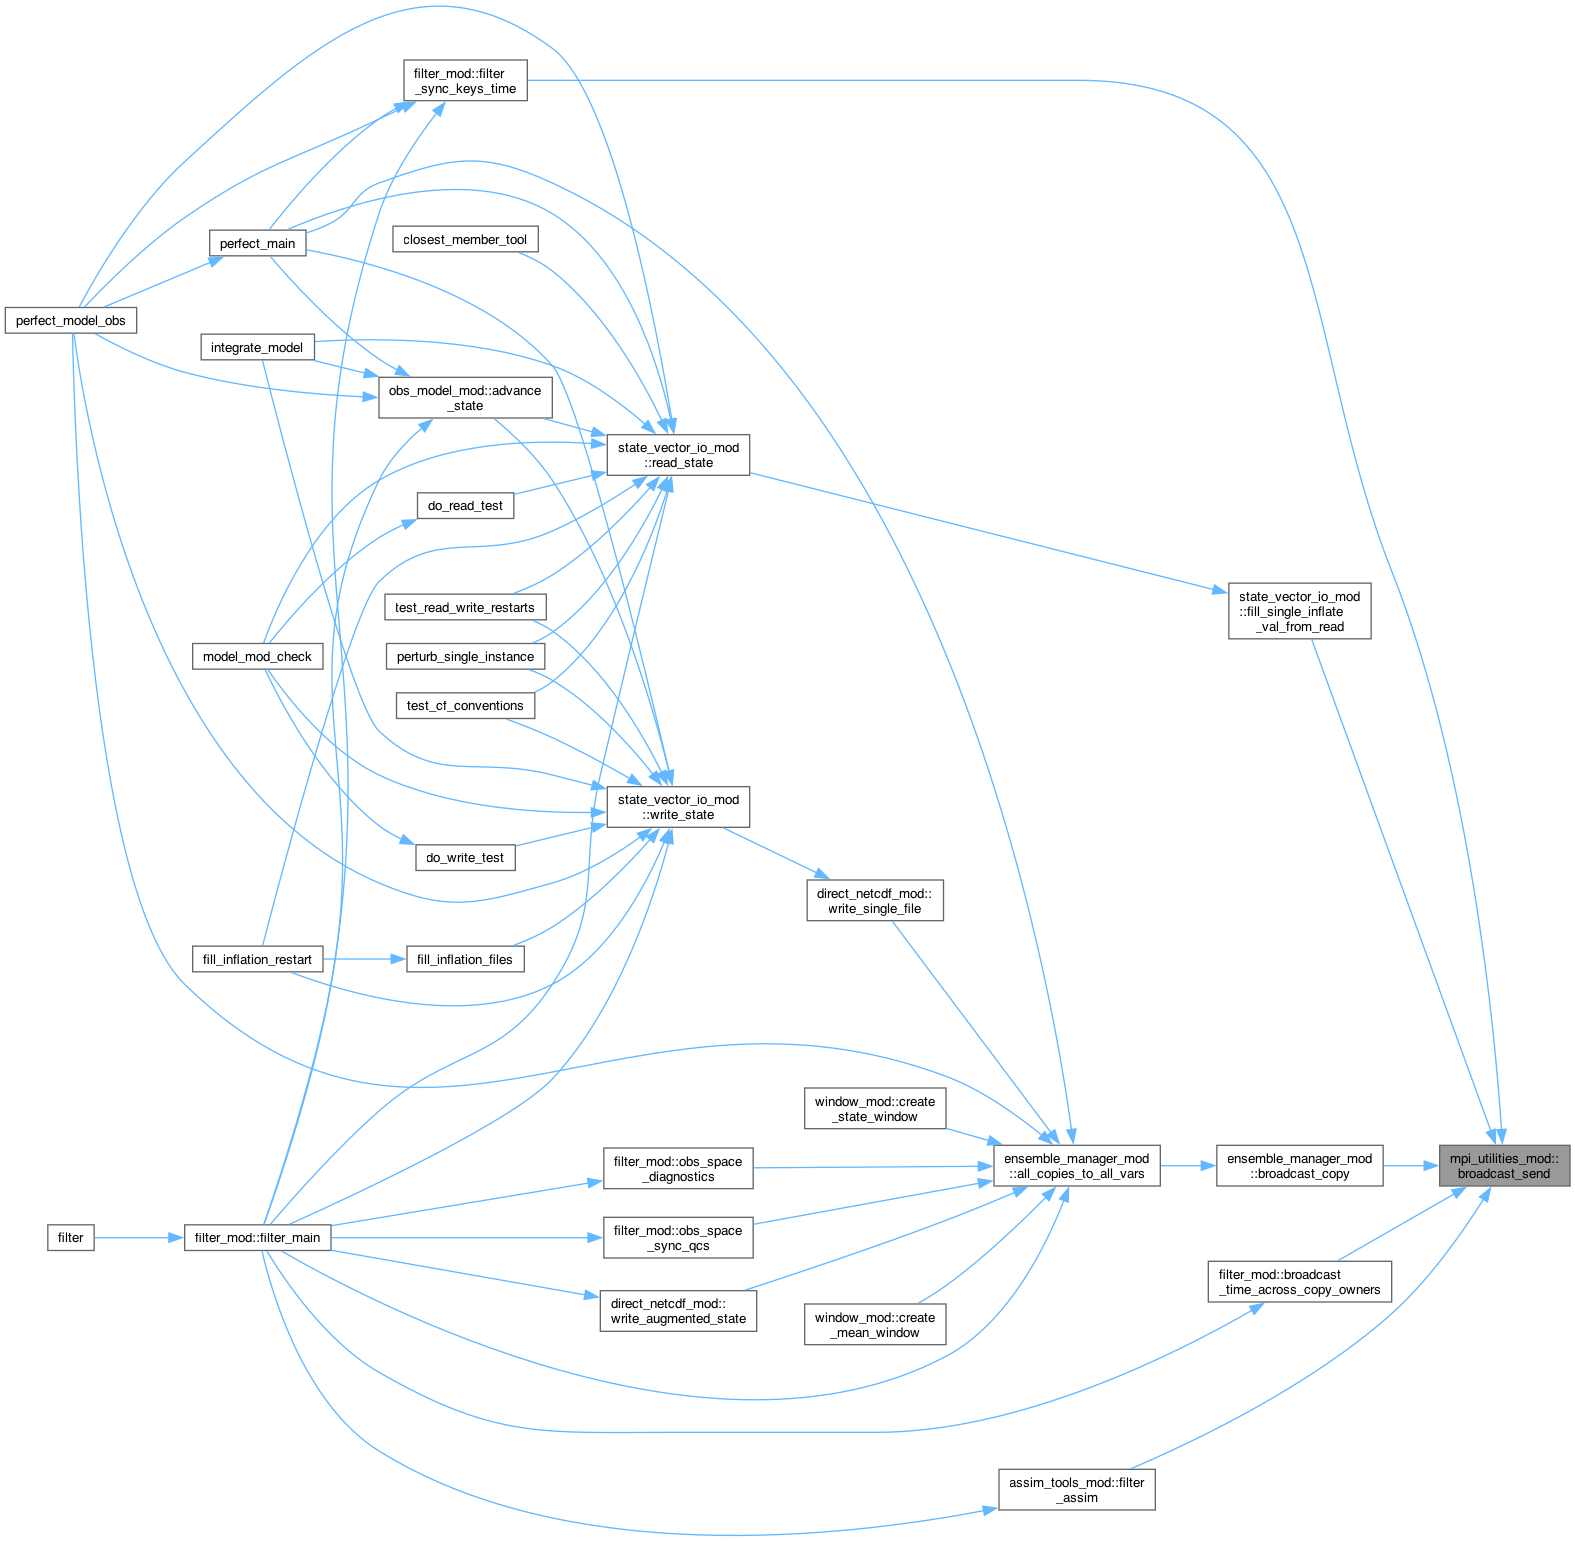 filter_mod::filter
_sync_keys_time
closest_member_tool
perfect_main
perfect_model_obs
integrate_model
obs_model_mod::advance
_state
state_vector_io_mod
::read_state
do_read_test
state_vector_io_mod
::fill_single_inflate
_val_from_read
test_read_write_restarts
model_mod_check
perturb_single_instance
test_cf_conventions
state_vector_io_mod
::write_state
do_write_test
direct_netcdf_mod::
write_single_file
fill_inflation_restart
fill_inflation_files
window_mod::create
_state_window
filter_mod::obs_space
_diagnostics
ensemble_manager_mod
::all_copies_to_all_vars
ensemble_manager_mod
::broadcast_copy
mpi_utilities_mod::
broadcast_send
filter
filter_mod::filter_main
filter_mod::obs_space
_sync_qcs
direct_netcdf_mod::
write_augmented_state
window_mod::create
_mean_window
filter_mod::broadcast
_time_across_copy_owners
assim_tools_mod::filter
_assim